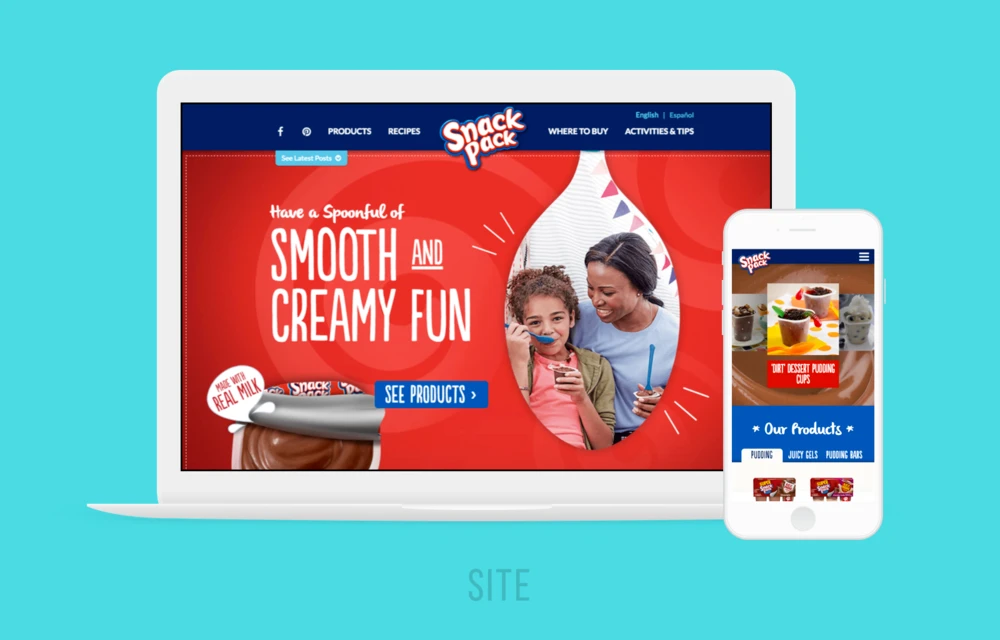 English | Español
PRODUCTS
RECIPES
Snack
Pack
WHERE TO BUY
ACTIVITIES & TIPS
See Latest Posts
Have a Spoonful of
SMOOTH AND
CREAMY FUN
MADE WITH
REAL MILK
Snack
Pack
SEE PRODUCTS ›
Snack
Pack
'DIRT' DESSERT PUDDING
CUPS
* Our Products *
PUDDING
JUICY GELS
PUDDING BARS
SITE